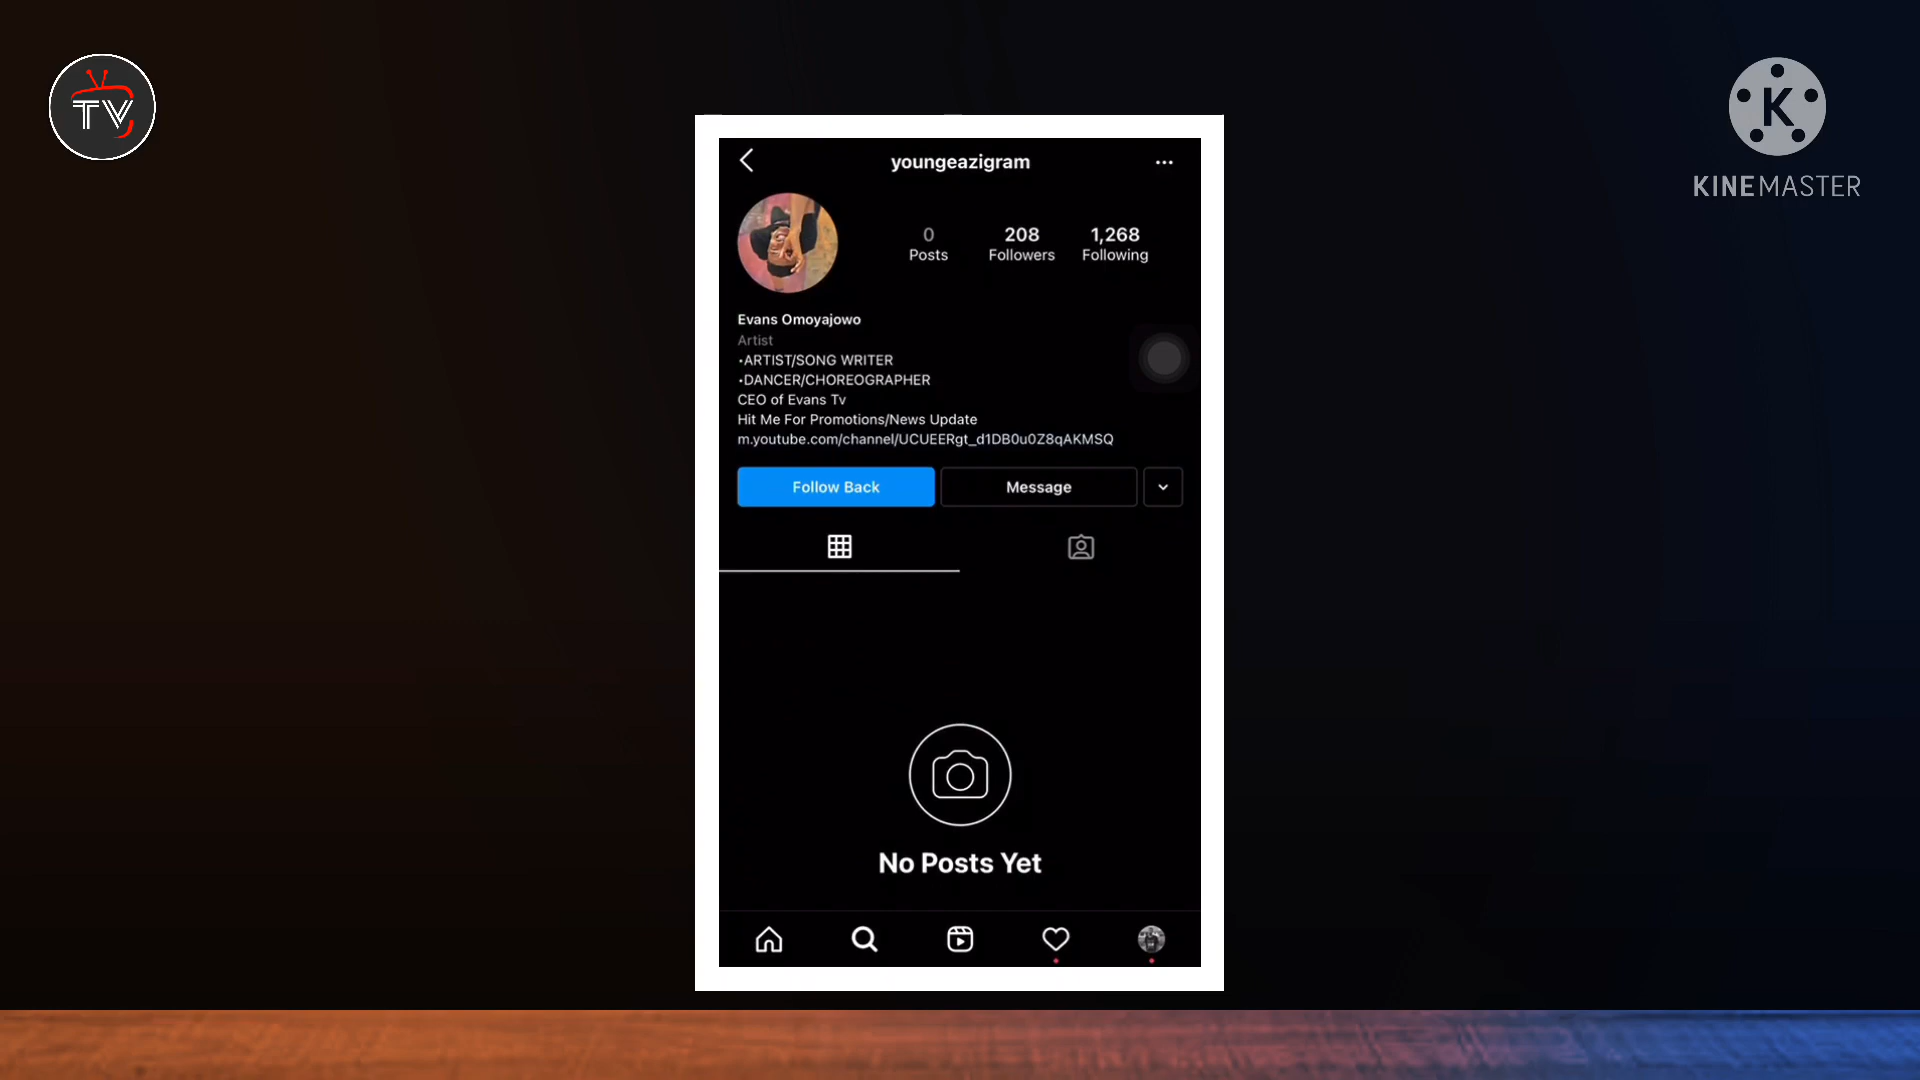 TV
K
KINEMASTER
youngeazigram
0
Posts
208
Followers
1,268
Following
Evans Omoyajowo
Artist
•ARTIST/SONG WRITER
•DANCER/CHOREOGRAPHER
CEO of Evans Tv
Hit Me For Promotions/News Update
m.youtube.com/channel/UCUEERgt_d1DB0u0Z8qAKMSQ
Follow Back
Message
No Posts Yet